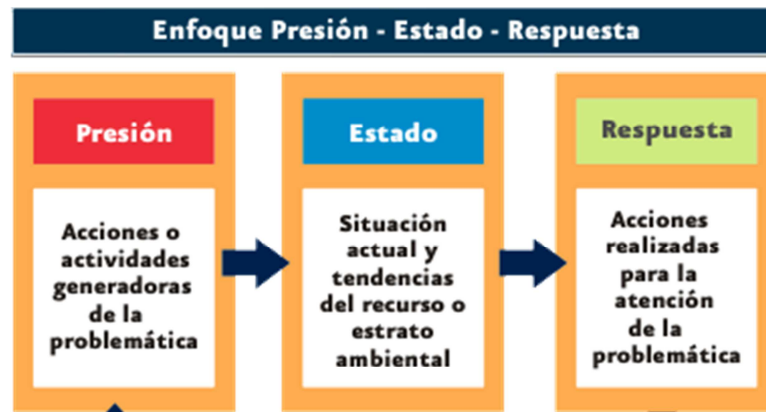 Enfoque Presión - Estado - Respuesta
Presión
Acciones o
actividades
generadoras
de la
problemática
Estado
Situación
actual y
tendencias
del recurso o
estrato
ambiental
Respuesta
Acciones
realizadas
para la
atención
de la
problemática